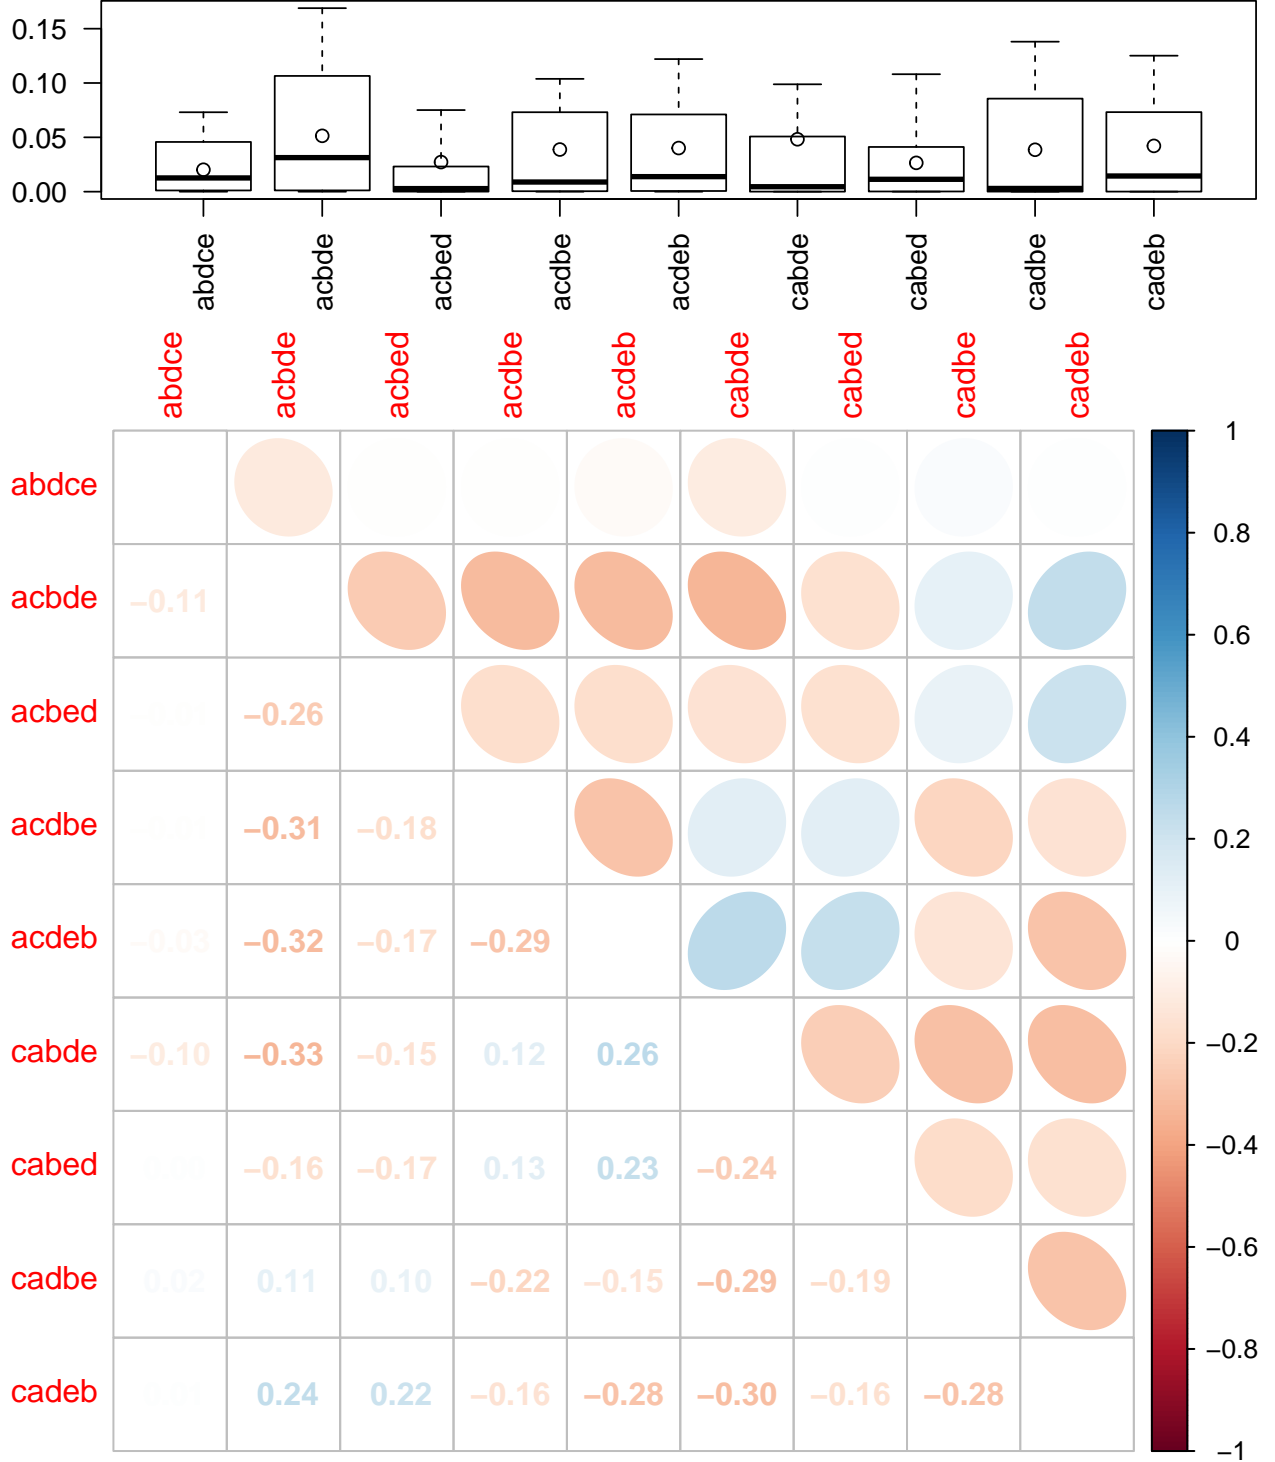 0.15
0.10
0.05
0.00
abdce acbde acbed acdbe acdeb cabde cabed cadbe cadeb
abdce acbde acbed acdbe acdeb cabde cabed cadbe cadeb
1
abdce
0.8
acbde −0.11
0.6
acbed −0.26
0.4
acdbe −0.31 −0.18
0.2
acdeb −0.03 −0.32 −0.17 −0.29
0
cabde −0.10 −0.33 −0.15 0.12 0.26
−0.2
cabed −0.16 −0.17 0.13 0.23 −0.24
−0.4
−0.6
cadbe 0.02 0.11 0.10 −0.22 −0.15 −0.29 −0.19
−0.8
cadeb 0.24 0.22 −0.16 −0.28 −0.30 −0.16 −0.28
−1